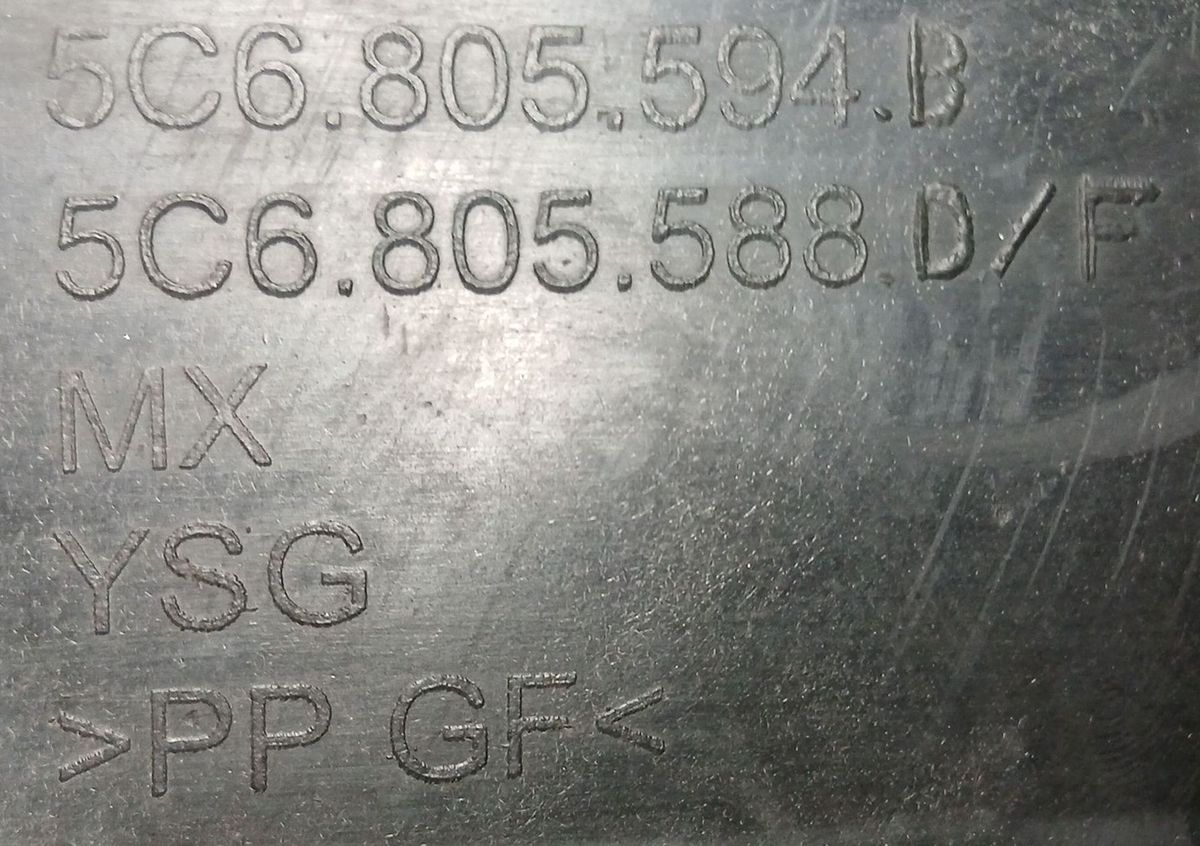 5C6.805.594.B
5C6.805.588.D/F
MX
YSG
>PP GF<